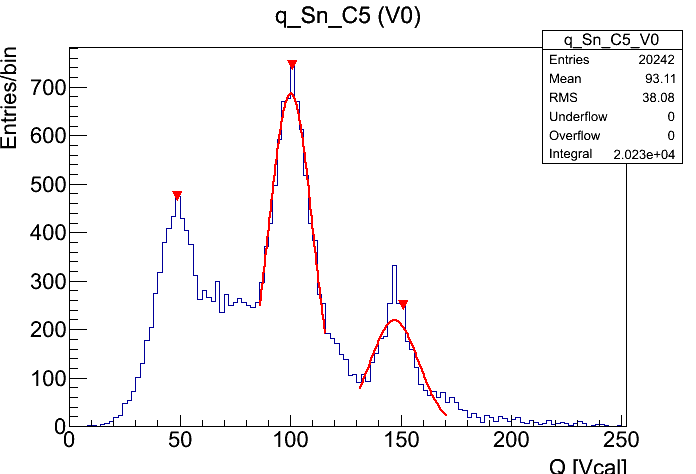 q_Sn_C5 (V0)
q_Sn_C5_V0
Entries 20242
Mean 93.11
RMS 38.08
Underflow 0
Overflow 0
Integral 2.023e+04
Entries/bin
700
600
500
400
300
200
100
0
0 50 100 150 200 250
Q [Vcal]